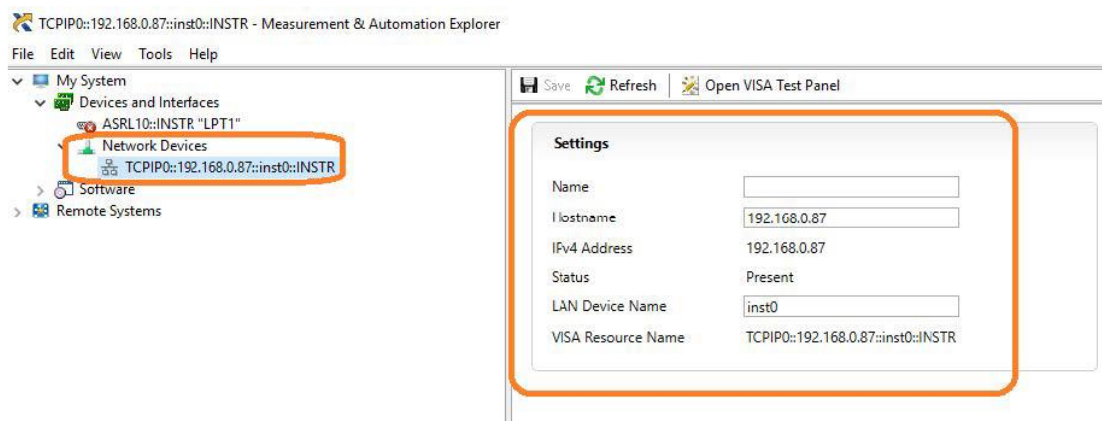 TCPIP0::192.168.0.87::inst0::INSTR - Measurement & Automation Explorer
File Edit View Tools Help
My System
Devices and Interfaces
ASRL10::INSTR "LPT1"
Network Devices
TCPIP0::192.168.0.87::inst0::INSTR
Software
Remote Systems
Save Refresh Open VISA Test Panel
Settings
Name
Hostname 192.168.0.87
IPv4 Address 192.168.0.87
Status Present
LAN Device Name inst0
VISA Resource Name TCPIP0::192.168.0.87::inst0::INSTR